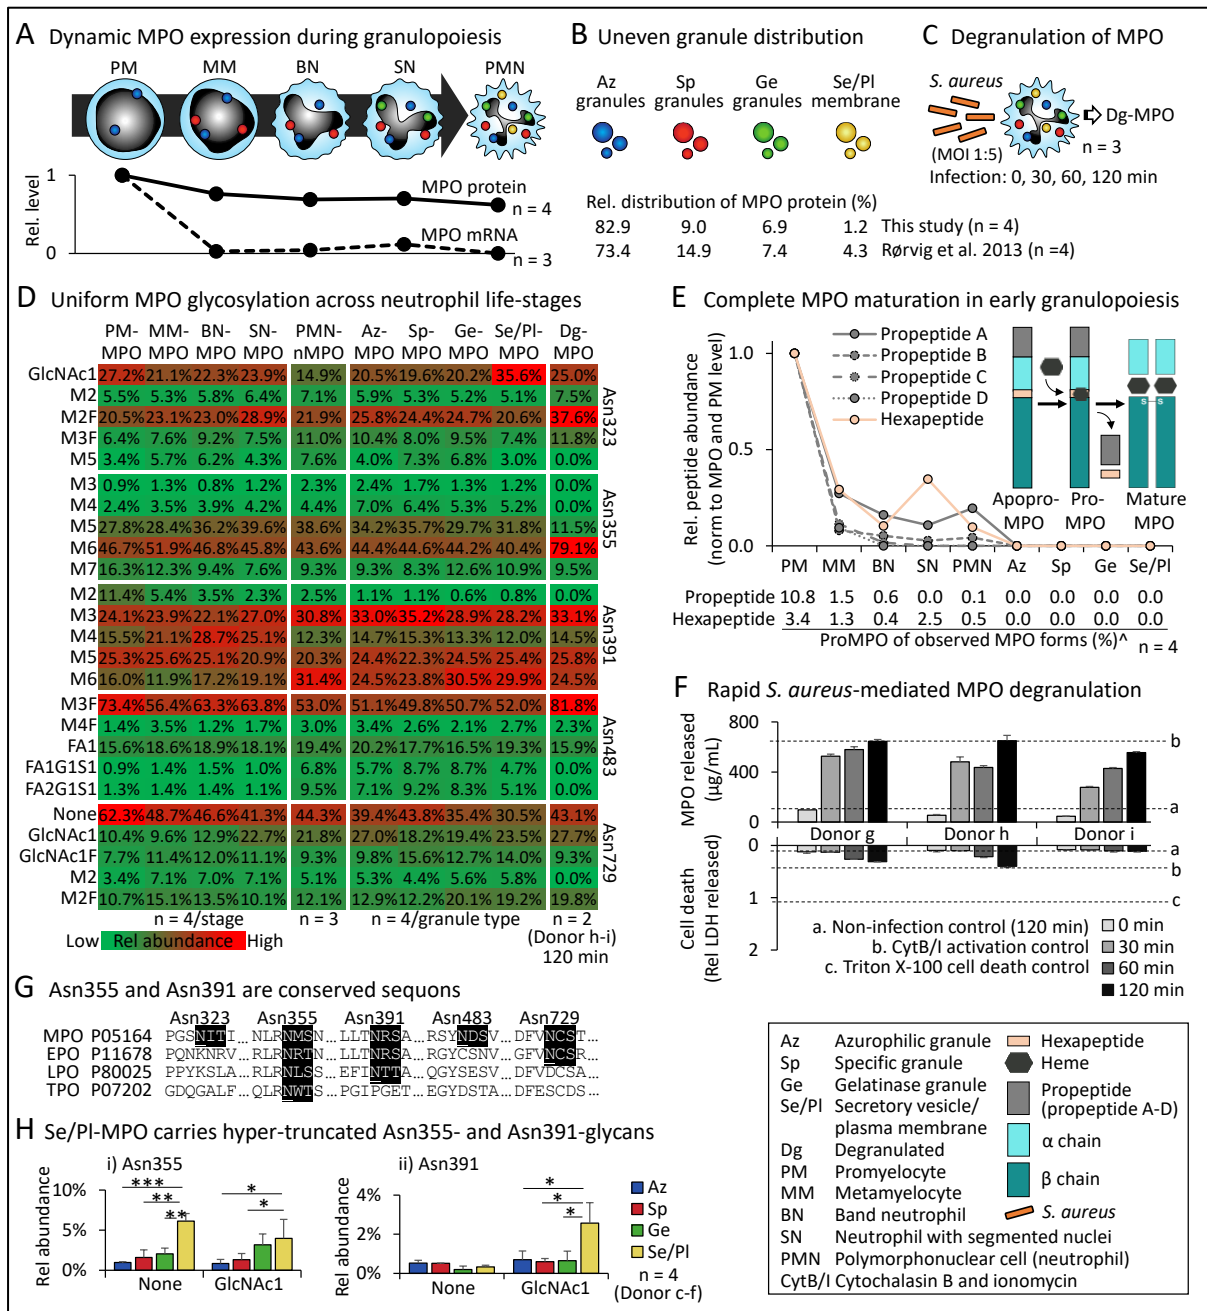 A Dynamic MPO expression during granulopoiesis
PM MM BN SN PMN
Rel. level
1
0
MPO protein
n = 4
MPO mRNA
n = 3
B Uneven granule distribution
Az granules
Sp granules
Ge granules
Se/Pl membrane
Rel. distribution of MPO protein (%)
82.9 9.0 6.9 1.2 This study (n = 4)
73.4 14.9 7.4 4.3 Rørvig et al. 2013 (n =4)
C Degranulation of MPO
S. aureus
(MOI 1:5)
Dg-MPO
n = 3
Infection: 0, 30, 60, 120 min
D Uniform MPO glycosylation across neutrophil life-stages
PM- MM- BN- SN- PMN- Az- Sp- Ge- Se/Pl- Dg-
MPO MPO MPO MPO nMPO MPO MPO MPO MPO MPO
GlcNAc1 27.2% 21.1% 22.3% 23.9% 14.9% 20.5% 19.6% 20.2% 35.6% 25.0%
M2 5.5% 5.3% 5.8% 6.4% 7.1% 5.9% 5.3% 5.2% 5.1% 7.5%
M2F 20.5% 23.1% 23.0% 28.9% 21.9% 25.8% 24.4% 24.7% 20.6% 37.6%
M3F 6.4% 7.6% 9.2% 7.5% 11.0% 10.4% 8.0% 9.5% 7.4% 11.8%
M5 3.4% 5.7% 6.2% 4.3% 7.6% 4.0% 7.3% 6.8% 3.0% 0.0%
Asn323
M3 0.9% 1.3% 0.8% 1.2% 2.3% 2.4% 1.7% 1.3% 1.2% 0.0%
M4 2.4% 3.5% 3.9% 4.2% 4.4% 7.0% 6.4% 5.3% 5.2% 0.0%
M5 27.8% 28.4% 36.2% 39.6% 38.6% 34.2% 35.7% 29.7% 31.8% 11.5%
M6 46.7% 51.9% 46.8% 45.8% 43.6% 44.4% 44.6% 44.2% 40.4% 79.1%
M7 16.3% 12.3% 9.4% 7.6% 9.3% 9.3% 8.3% 12.6% 10.9% 9.5%
Asn355
M2 11.4% 5.4% 3.5% 2.3% 2.5% 1.1% 1.1% 0.6% 0.8% 0.0%
M3 24.1% 23.9% 22.1% 27.0% 30.8% 33.0% 35.2% 28.9% 28.2% 33.1%
M4 15.5% 21.1% 28.7% 25.1% 12.3% 14.7% 15.3% 13.3% 12.0% 14.5%
M5 25.3% 25.6% 25.1% 20.9% 20.3% 24.4% 22.3% 24.5% 25.4% 25.8%
M6 16.0% 11.9% 17.2% 19.1% 31.4% 24.5% 23.8% 30.5% 29.9% 24.5%
Asn391
M3F 73.4% 56.4% 63.3% 63.8% 53.0% 51.1% 49.8% 50.7% 52.0% 81.8%
M4F 1.4% 3.5% 1.2% 1.7% 3.0% 3.4% 2.6% 2.1% 2.7% 2.3%
FA1 15.6% 18.6% 18.9% 18.1% 19.4% 20.2% 17.7% 16.5% 19.3% 15.9%
FA1G1S1 0.9% 1.4% 1.5% 1.0% 6.8% 5.7% 8.7% 8.7% 4.7% 0.0%
FA2G1S1 1.3% 1.4% 1.4% 1.1% 9.5% 7.1% 9.2% 8.3% 5.1% 0.0%
Asn483
None 62.3% 48.7% 46.6% 41.3% 44.3% 39.4% 43.8% 35.4% 30.5% 43.1%
GlcNAc1 10.4% 9.6% 12.9% 22.7% 21.8% 27.0% 18.2% 19.4% 23.5% 27.7%
GlcNAc1F 7.7% 11.4% 12.0% 11.1% 9.3% 9.8% 15.6% 12.7% 14.0% 9.3%
M2 3.4% 7.1% 7.0% 7.1% 5.1% 5.3% 4.4% 5.6% 5.8% 0.0%
M2F 10.7% 15.1% 13.5% 10.1% 12.1% 12.9% 12.2% 20.1% 19.2% 19.8%
Asn729
n = 4/stage n = 3 n = 4/granule type n = 2
(Donor h-i)
120 min
Low Rel abundance High
E Complete MPO maturation in early granulopoiesis
Rel. peptide abundance
(norm to MPO and PM level)
1.0
0.5
0.0
Propeptide A
Propeptide B
Propeptide C
Propeptide D
Hexapeptide
s s
Apopro-MPO
Pro-MPO
Mature MPO
PM MM BN SN PMN Az Sp Ge Se/Pl
Propeptide 10.8 1.5 0.6 0.0 0.1 0.0 0.0 0.0 0.0
Hexapeptide 3.4 1.3 0.4 2.5 0.5 0.0 0.0 0.0 0.0
ProMPO of observed MPO forms (%)^ n = 4
F Rapid S. aureus-mediated MPO degranulation
MPO released
(µg/mL)
800
400
0
b
a
Donor g Donor h Donor i
Cell death
(Rel LDH released)
0
1
2
a
b
c
a. Non-infection control (120 min)
b. CytB/I activation control
c. Triton X-100 cell death control
0 min
30 min
60 min
120 min
G Asn355 and Asn391 are conserved sequons
Asn323 Asn355 Asn391 Asn483 Asn729
MPO P05164 PGSNITI... NLRNMSN...LLTNRSA...RSYNDSV...DFVNCST...
EPO P11678 PQNKNRV...RLRNRTN...LLTNRSA...RGYCSNV...GFVNCSR...
LPO P80025 PPYKSLA...RLRNLSS...EFINTTA...QGYSESV...DFVDCSA...
TPO P07202 GDQGALF...QLRNWTS...PGIPGET...EGYDSTA...DFESCDS...
H Se/Pl-MPO carries hyper-truncated Asn355- and Asn391-glycans
i) Asn355
Rel abundance
10%
5%
0%
***
**
**
*
*
None GlcNAc1
ii) Asn391
Rel abundance
4%
2%
0%
*
*
*
None GlcNAc1
Az
Sp
Ge
Se/Pl
n = 4
(Donor c-f)
Az Azurophilic granule
Sp Specific granule
Ge Gelatinase granule
Se/Pl Secretory vesicle/
plasma membrane
Dg Degranulated
PM Promyelocyte
MM Metamyelocyte
BN Band neutrophil
SN Neutrophil with segmented nuclei
PMN Polymorphonuclear cell (neutrophil)
CytB/I Cytochalasin B and ionomycin
Hexapeptide
Heme
Propeptide
(propeptide A-D)
α chain
β chain
S. aureus